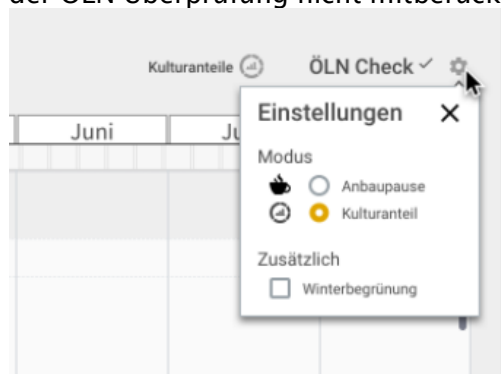 der ÖLN Überprüfung nicht mitberück
Kulturanteile ÖLN Check
Juni Ju
Einstellungen
Modus
Anbaupause
Kulturanteil
Zusätzlich
Winterbegrünung